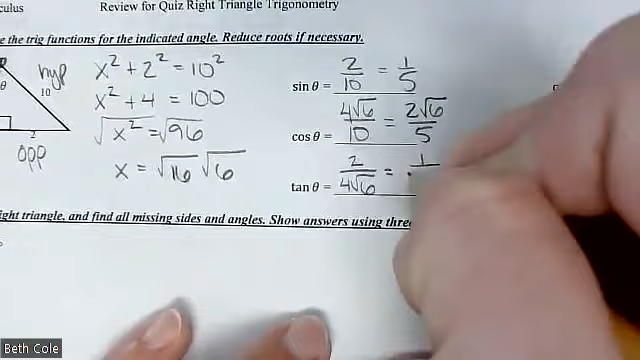 culus Review for Quiz Right Triangle Trigonometry
e the trig functions for the indicated angle. Reduce roots if necessary.
θ hyp 10
2
opp
x² + 2² = 10²
x² + 4 = 100
√x² = √96
x = √16 √6
sin θ = 2/10 = 1/5
cos θ = 4√6/10 = 2√6/5
tan θ = 2/4√6 = 1
ight triangle, and find all missing sides and angles. Show answers using three
Beth Cole